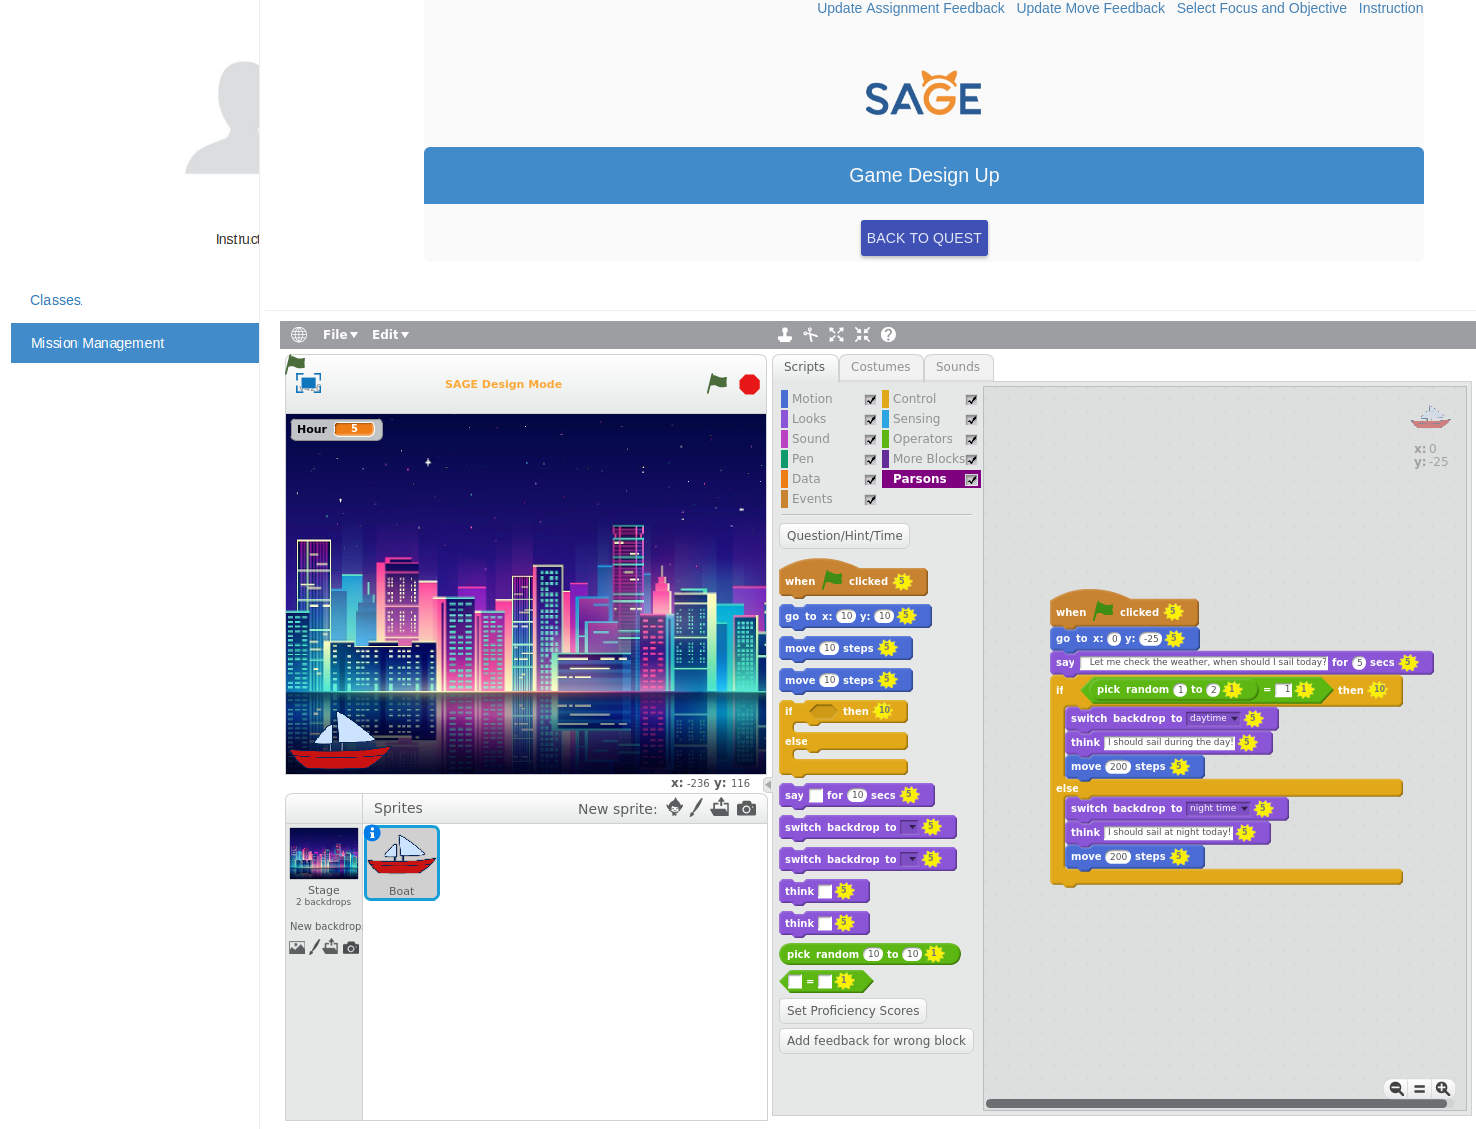 Update Assignment Feedback Update Move Feedback Select Focus and Objective Instruction
SAGE
Game Design Up
BACK TO QUEST
Instruct
Classes
Mission Management
File Edit
SAGE Design Mode
Hour 5
x: -236 y: 116
Sprites
New sprite:
Stage
2 backdrops
New backdrop
Boat
Scripts Costumes Sounds
Motion Control
Looks Sensing
Sound Operators
Pen More Blocks
Data Parsons
Events
Question/Hint/Time
when clicked 5
go to x: 10 y: 10 5
move 10 steps 5
move 10 steps 5
if then 10
else
say for 10 secs 5
switch backdrop to 5
switch backdrop to 5
think 5
think 5
pick random 10 to 10 1
= 1
Set Proficiency Scores
Add feedback for wrong block
x: 0
y: -25
when clicked 5
go to x: 0 y: -25 5
say Let me check the weather, when should I sail today? for 5 secs 5
if pick random 1 to 2 1 = 1 1 then 10
switch backdrop to daytime 5
think I should sail during the day! 5
move 200 steps 5
else
switch backdrop to night time 5
think I should sail at night today! 5
move 200 steps 5